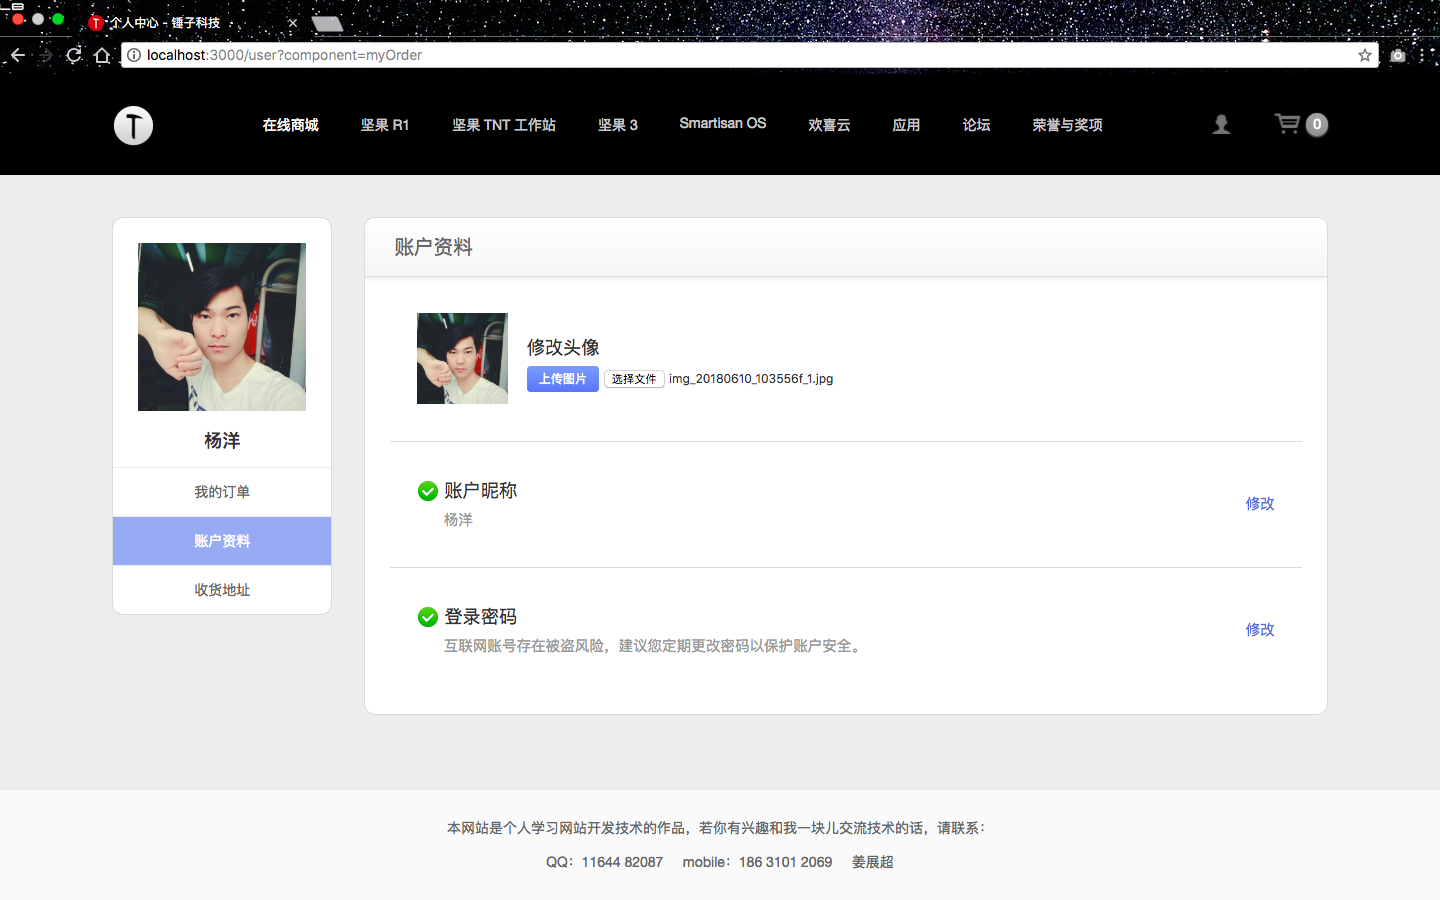 个人中心 - 锤子科技
localhost:3000/user?component=myOrder
在线商城 坚果 R1 坚果 TNT 工作站 坚果 3 Smartisan OS 欢喜云 应用 论坛 荣誉与奖项 0
账户资料
修改头像
上传图片 选择文件 img_20180610_103556f_1.jpg
杨洋
我的订单
账户资料
收货地址
账户昵称
杨洋
修改
登录密码
互联网账号存在被盗风险，建议您定期更改密码以保护账户安全。
修改
本网站是个人学习网站开发技术的作品，若你有兴趣和我一块儿交流技术的话，请联系：
QQ：11644 82087 mobile：186 3101 2069 姜展超